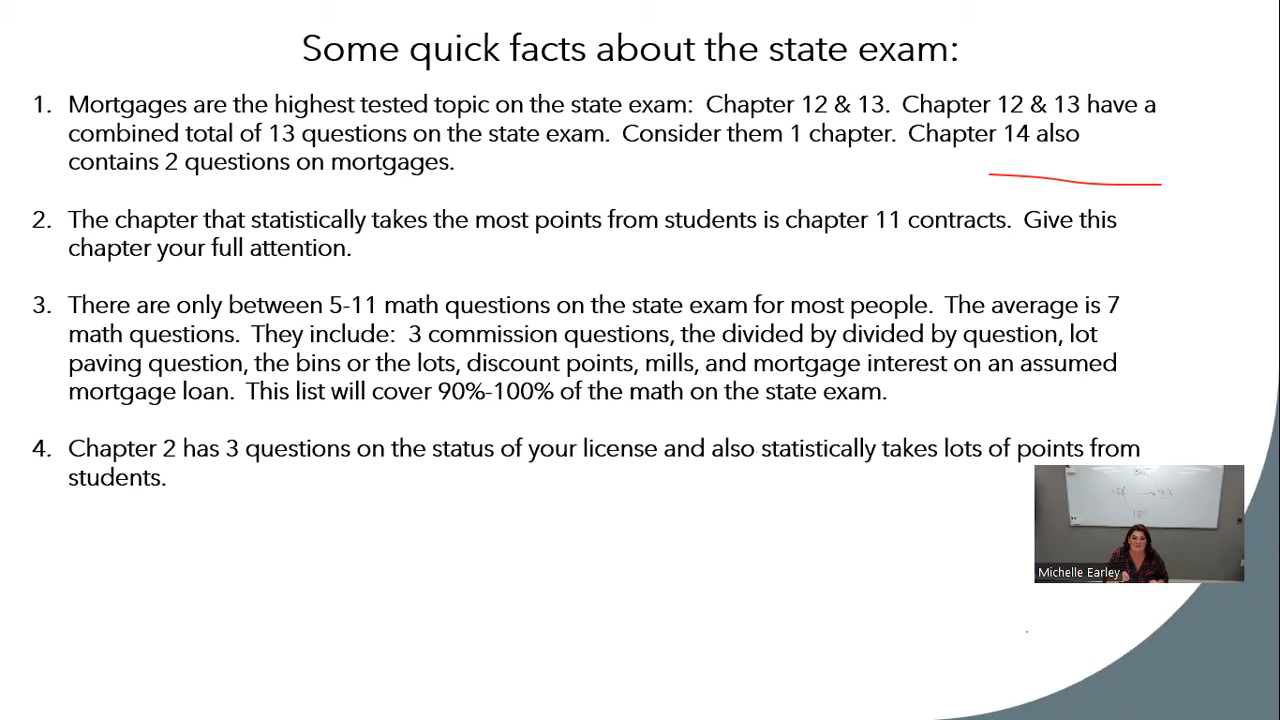 Some quick facts about the state exam:
1. Mortgages are the highest tested topic on the state exam: Chapter 12 & 13. Chapter 12 & 13 have a
combined total of 13 questions on the state exam. Consider them 1 chapter. Chapter 14 also
contains 2 questions on mortgages.
2. The chapter that statistically takes the most points from students is chapter 11 contracts. Give this
chapter your full attention.
3. There are only between 5-11 math questions on the state exam for most people. The average is 7
math questions. They include: 3 commission questions, the divided by divided by question, lot
paving question, the bins or the lots, discount points, mills, and mortgage interest on an assumed
mortgage loan. This list will cover 90%-100% of the math on the state exam.
4. Chapter 2 has 3 questions on the status of your license and also statistically takes lots of points from
students.
Michelle Earley